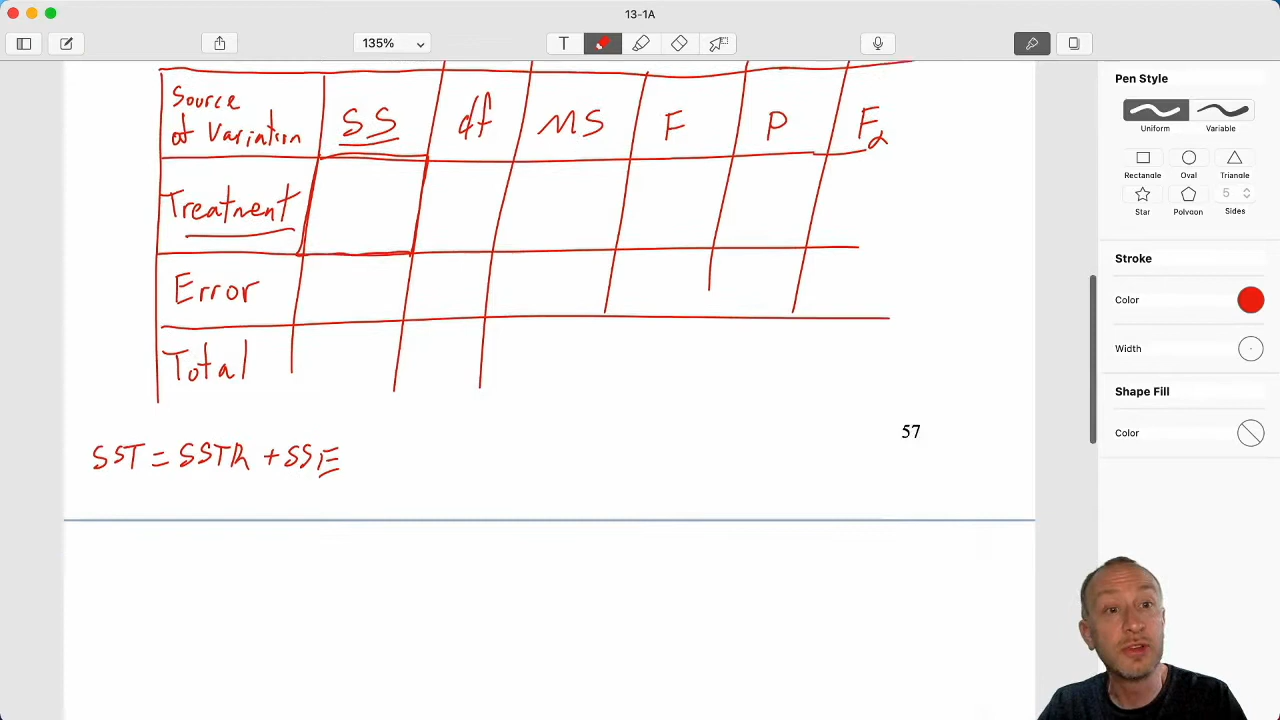 13-1A
135%
T
Pen Style
Uniform
Variable
Rectangle
Oval
Triangle
Star
Polygon
5
Sides
Stroke
Color
Width
Shape Fill
Color
Source of Variation
SS
df
MS
F
P
Fα
Treatment
Error
Total
57
SST = SSTR + SSE